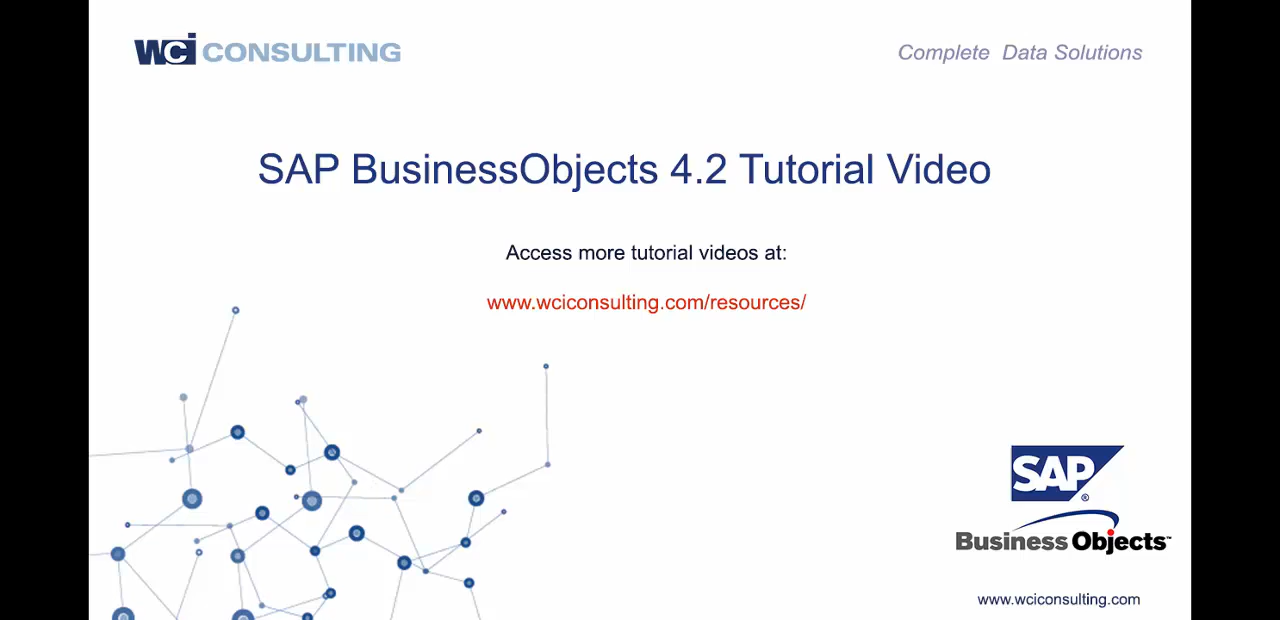 WCi CONSULTING
Complete Data Solutions
SAP BusinessObjects 4.2 Tutorial Video
Access more tutorial videos at:
www.wciconsulting.com/resources/
SAP®
Business Objects™
www.wciconsulting.com